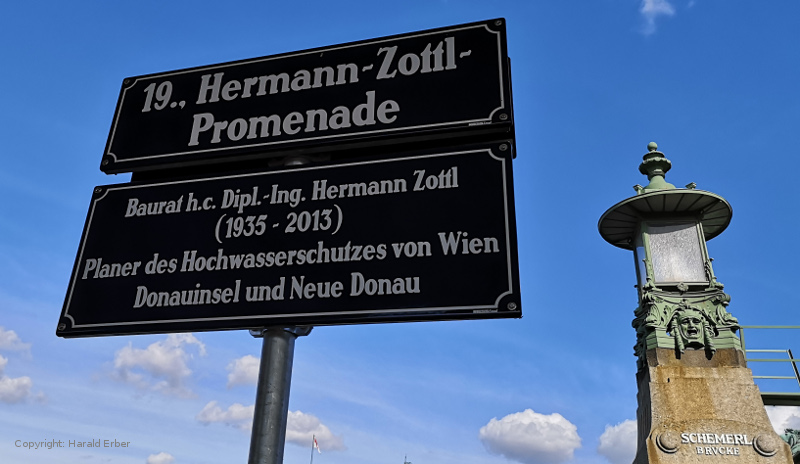 19., Hermann-Zottl-
Promenade
Baurat h.c. Dipl.-Ing. Hermann Zottl
(1935 - 2013)
Planer des Hochwasserschutzes von Wien
Donauinsel und Neue Donau
SCHEMERL
BRVCKE
Copyright: Harald Erber